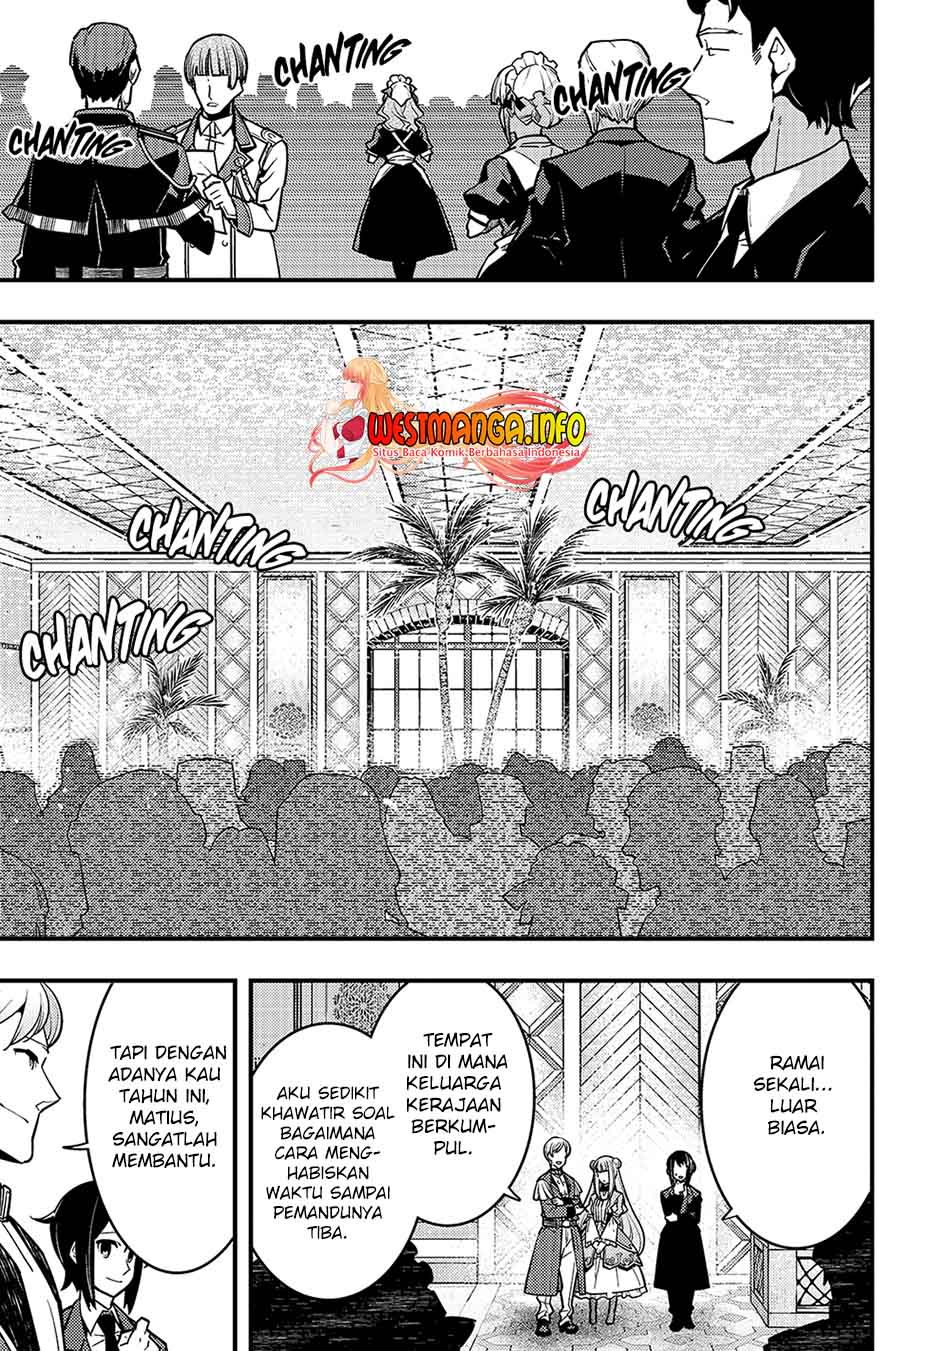 CHANTING
CHANTING
CHANTING
WESTMANGA.INFO
Situs Baca Komik Berbahasa Indonesia
CHANTING
CHANTING
CHANTING
RAMAI
SEKALI...
LUAR
BIASA.
TEMPAT
INI DI MANA
KELUARGA
KERAJAAN
BERKUM-
PUL.
AKU SEDIKIT
KHAWATIR SOAL
BAGAIMANA
CARA MENG-
HABISKAN
WAKTU SAMPAI
PEMANDUNYA
TIBA.
TAPI DENGAN
ADANYA KAU
TAHUN INI,
MATIUS,
SANGATLAH
MEMBANTU.